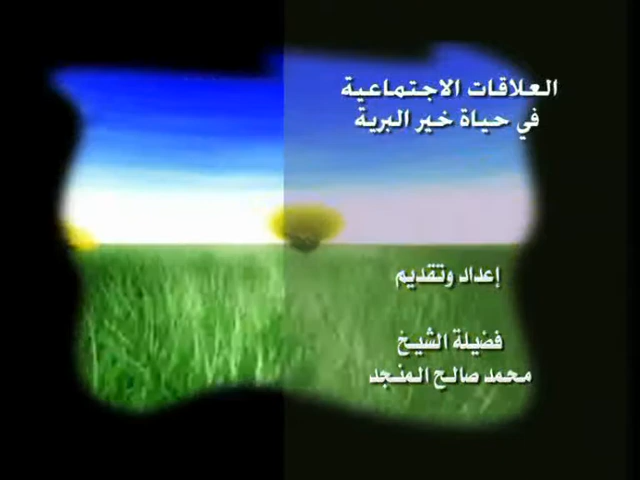 العلاقات الاجتماعية
في حياة خير البرية
إعداد وتقديم
فضيلة الشيخ
محمد صالح المنجد